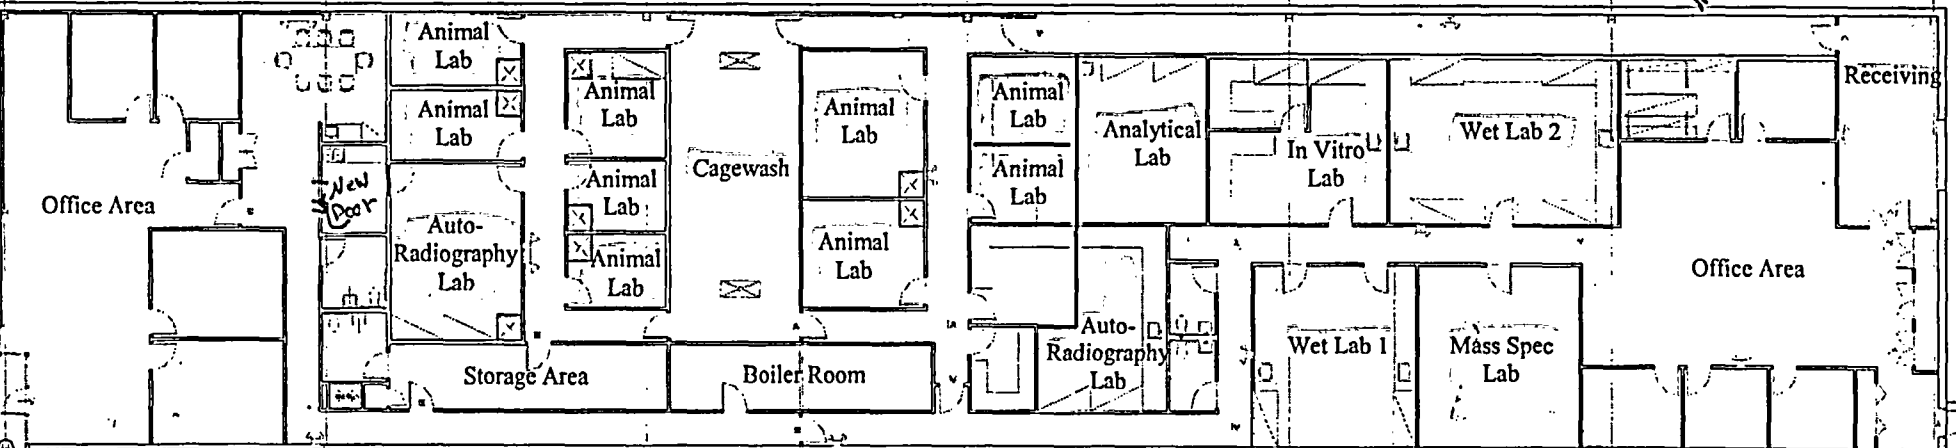 Animal
Lab
Animal
Lab
Animal
Lab
Animal
Lab
Animal
Lab
Animal
Lab
Animal
Lab
Animal
Lab
Animal
Lab
Cagewash
Analytical
Lab
In Vitro
Lab
Wet Lab 2
Receiving
Office Area
New
Door
Auto-
Radiography
Lab
Office Area
Storage Area
Boiler Room
Auto-
Radiography
Lab
Wet Lab 1
Mass Spec
Lab